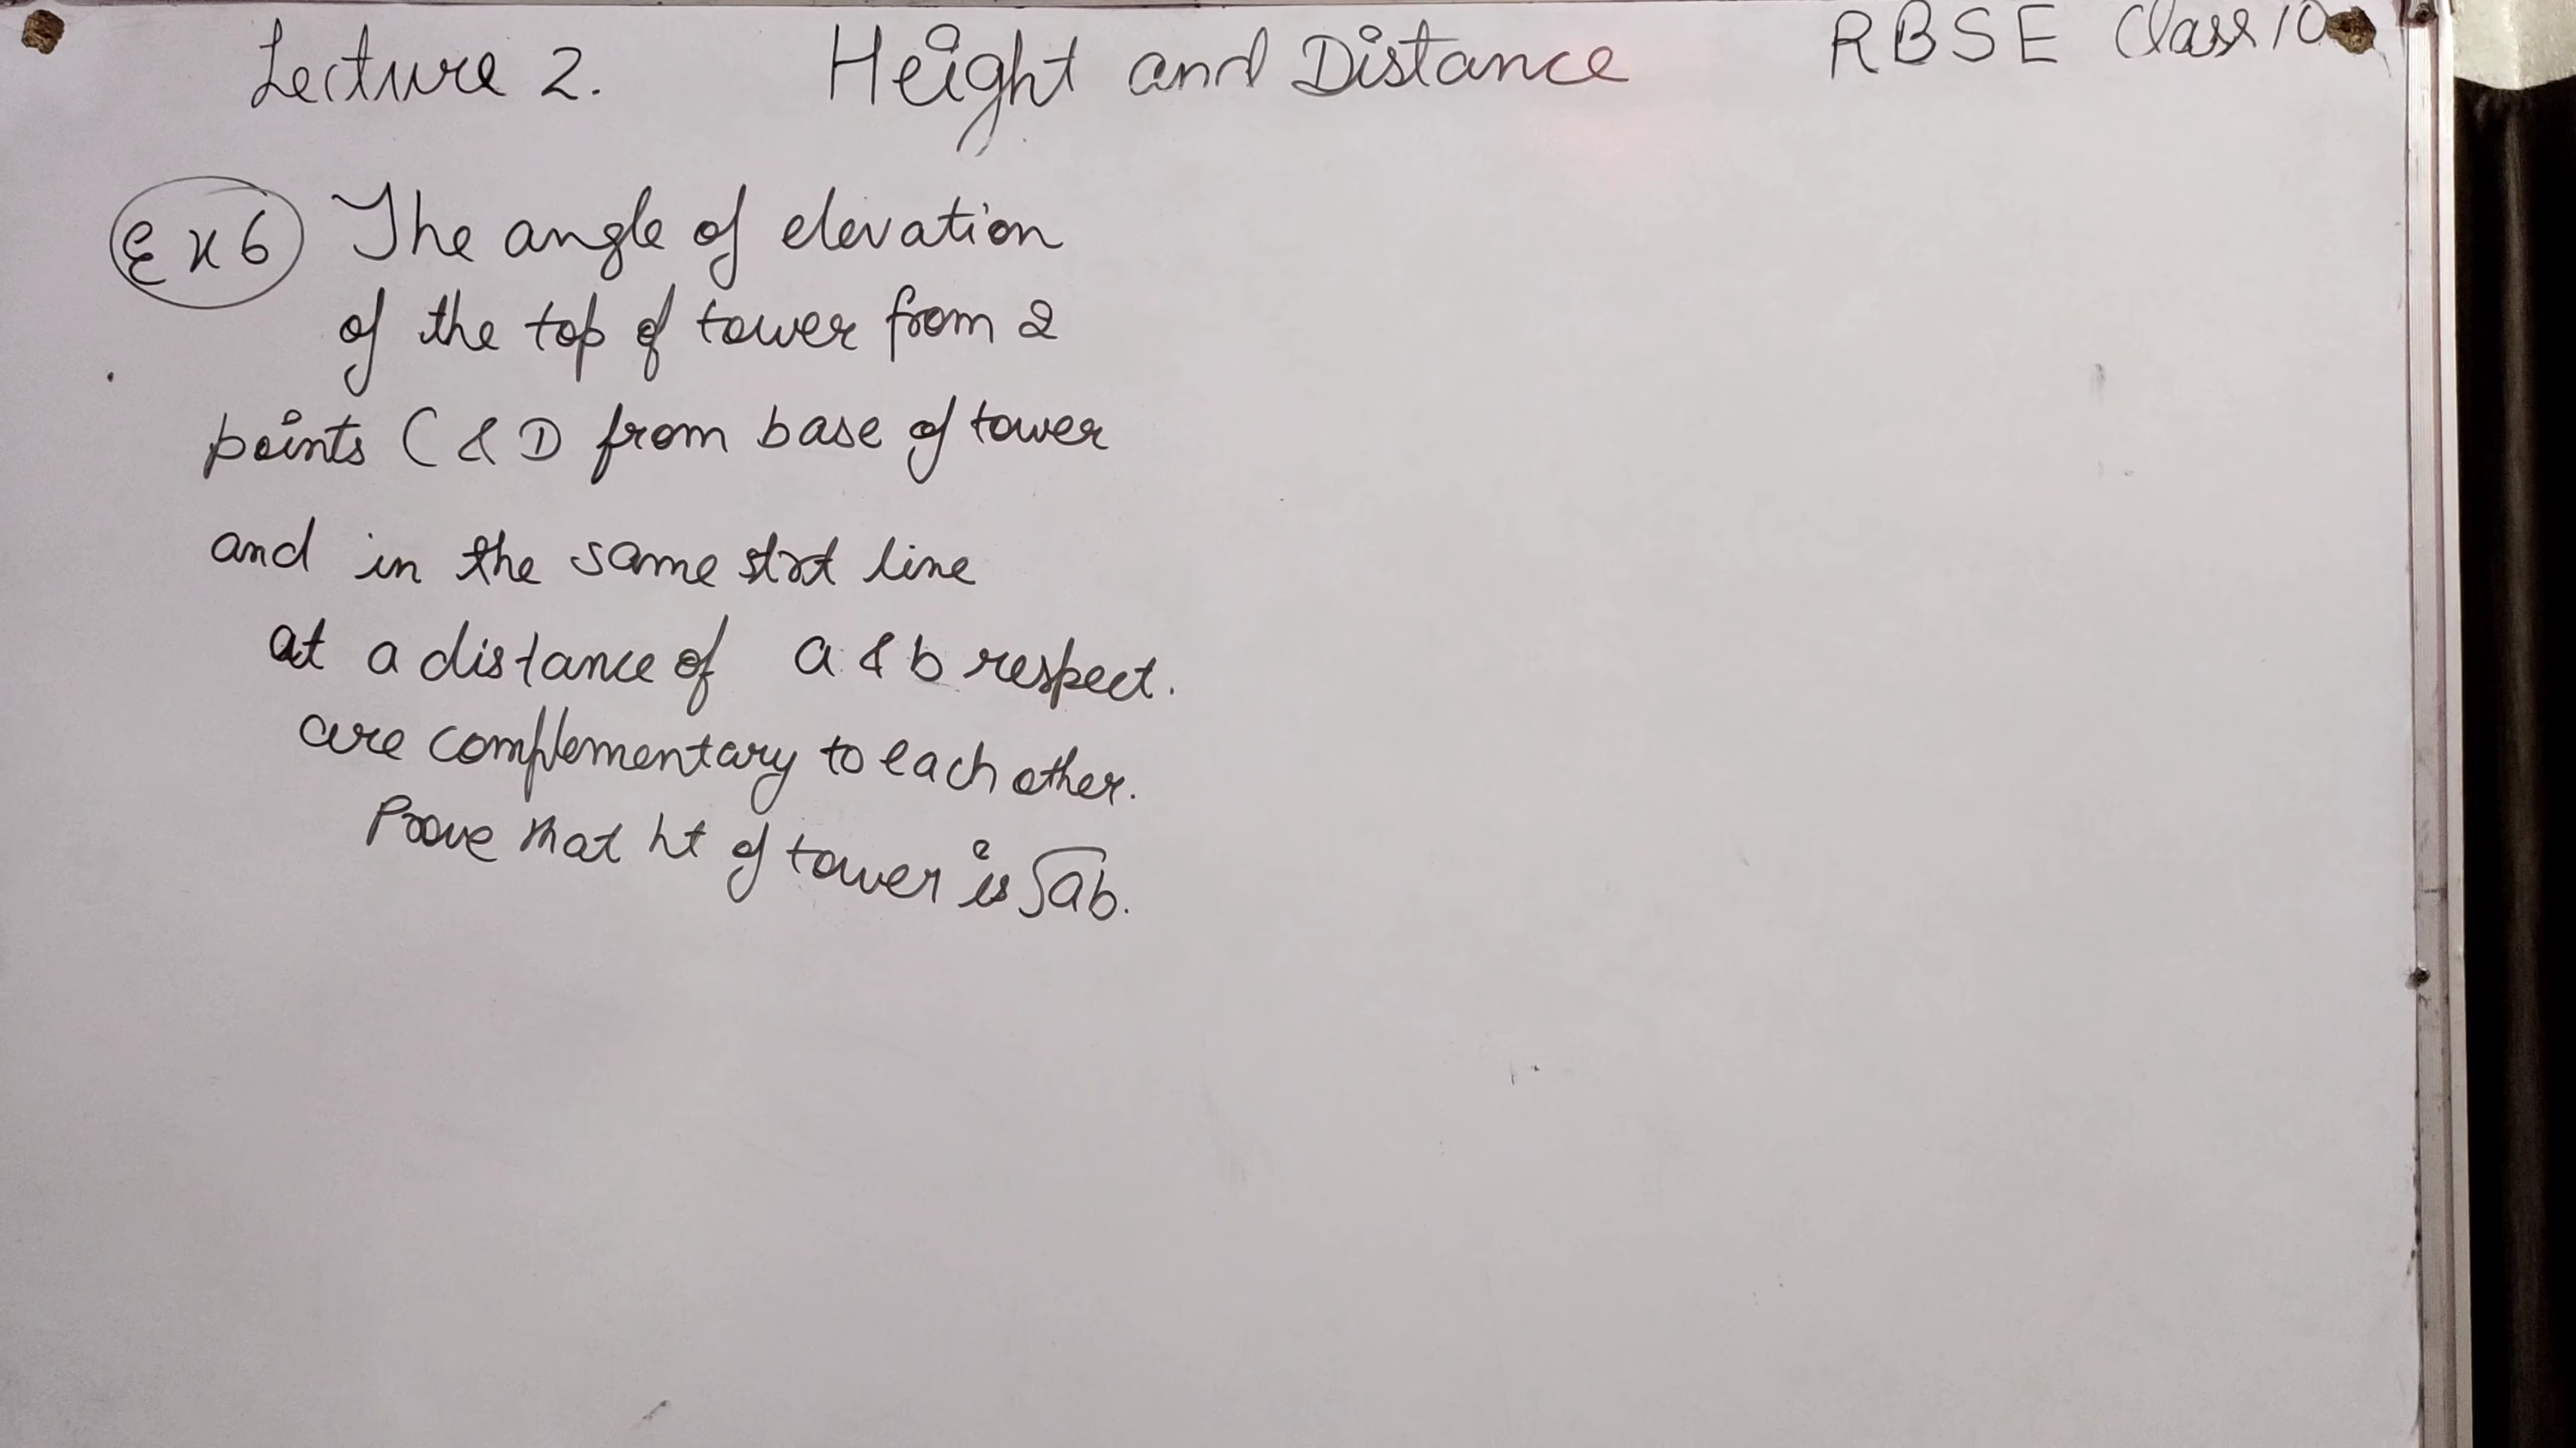 Lecture 2. Height and Distance RBSE Class 10
Ex 6 The angle of elevation
of the top of tower from 2
points C & D from base of tower
and in the same strt line
at a distance of a & b respect.
are complementary to each other.
Prove that ht of tower is √ab.